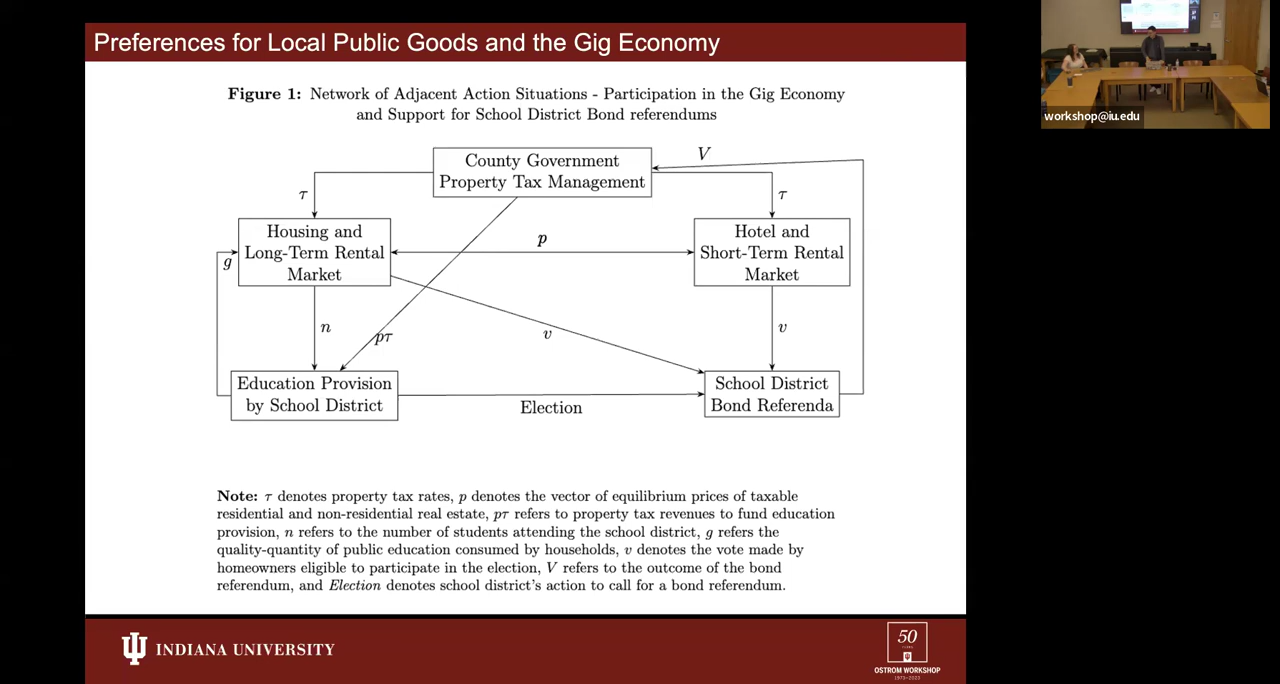 Preferences for Local Public Goods and the Gig Economy
workshop@iu.edu
Figure 1: Network of Adjacent Action Situations - Participation in the Gig Economy
and Support for School District Bond referendums
County Government
Property Tax Management
V
τ
τ
Housing and
Long-Term Rental
Market
Hotel and
Short-Term Rental
Market
p
g
n
pτ
v
v
Education Provision
by School District
Election
School District
Bond Referenda
Note: τ denotes property tax rates, p denotes the vector of equilibrium prices of taxable
residential and non-residential real estate, pτ refers to property tax revenues to fund education
provision, n refers to the number of students attending the school district, g refers the
quality-quantity of public education consumed by households, v denotes the vote made by
homeowners eligible to participate in the election, V refers to the outcome of the bond
referendum, and Election denotes school district's action to call for a bond referendum.
INDIANA UNIVERSITY
50
YEARS
OSTROM WORKSHOP
1973–2023